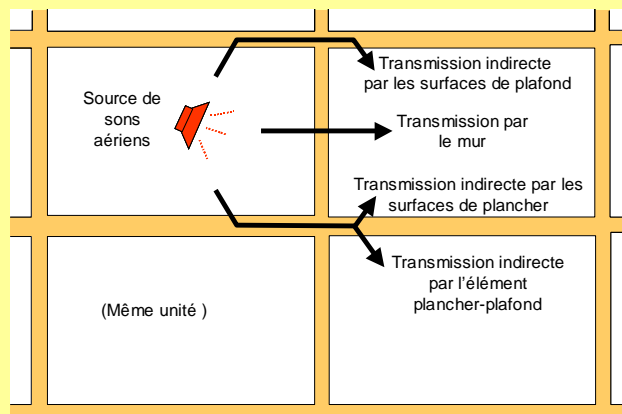 Source de
sons
aériens
Transmission indirecte
par les surfaces de plafond
Transmission par
le mur
Transmission indirecte par les
surfaces de plancher
Transmission indirecte
par l'élément
plancher-plafond
(Même unité )